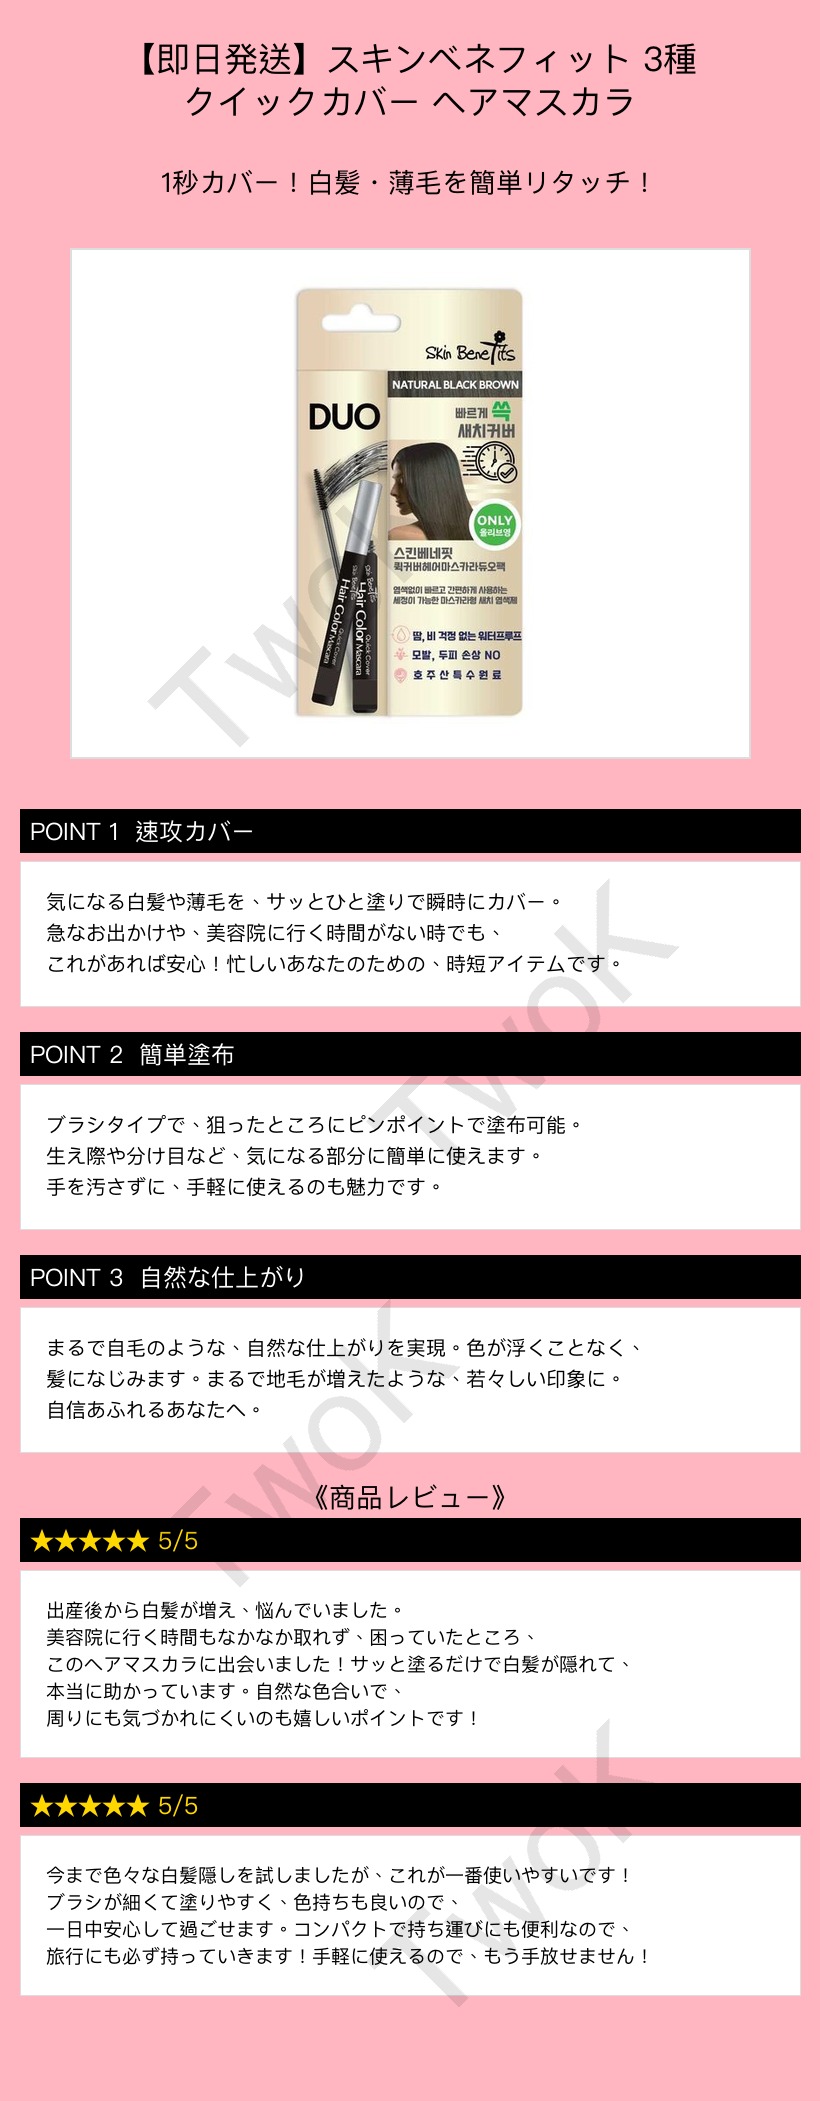 【即日発送】スキンベネフィット 3種
クイックカバー ヘアマスカラ
1秒カバー！白髪・薄毛を簡単リタッチ！
Skin Benefits
NATURAL BLACK BROWN
DUO
빠르게 쓱
새치커버
ONLY
올리브영
스킨베네핏
퀵커버헤어마스카라듀오팩
염색없이 빠르고 간편하게 사용하는
세정이 가능한 마스카라형 새치 염색제
땀, 비 걱정 없는 워터프루프
모발, 두피 손상 NO
호주산특수원료
Skin Benefits
Hair Color Mascara
Quick Cover
Skin Benefits
Hair Color Mascara
Quick Cover
TwoK
POINT 1 速攻カバー
気になる白髪や薄毛を、サッとひと塗りで瞬時にカバー。
急なお出かけや、美容院に行く時間がない時でも、
これがあれば安心！忙しいあなたのための、時短アイテムです。
TwoK
POINT 2 簡単塗布
ブラシタイプで、狙ったところにピンポイントで塗布可能。
生え際や分け目など、気になる部分に簡単に使えます。
手を汚さずに、手軽に使えるのも魅力です。
POINT 3 自然な仕上がり
まるで自毛のような、自然な仕上がりを実現。色が浮くことなく、
髪になじみます。まるで地毛が増えたような、若々しい印象に。
自信あふれるあなたへ。
TwoK
《商品レビュー》
★★★★★ 5/5
出産後から白髪が増え、悩んでいました。
美容院に行く時間もなかなか取れず、困っていたところ、
このヘアマスカラに出会いました！サッと塗るだけで白髪が隠れて、
本当に助かっています。自然な色合いで、
周りにも気づかれにくいのも嬉しいポイントです！
★★★★★ 5/5
今まで色々な白髪隠しを試しましたが、これが一番使いやすいです！
ブラシが細くて塗りやすく、色持ちも良いので、
一日中安心して過ごせます。コンパクトで持ち運びにも便利なので、
旅行にも必ず持っていきます！手軽に使えるので、もう手放せません！
TwoK